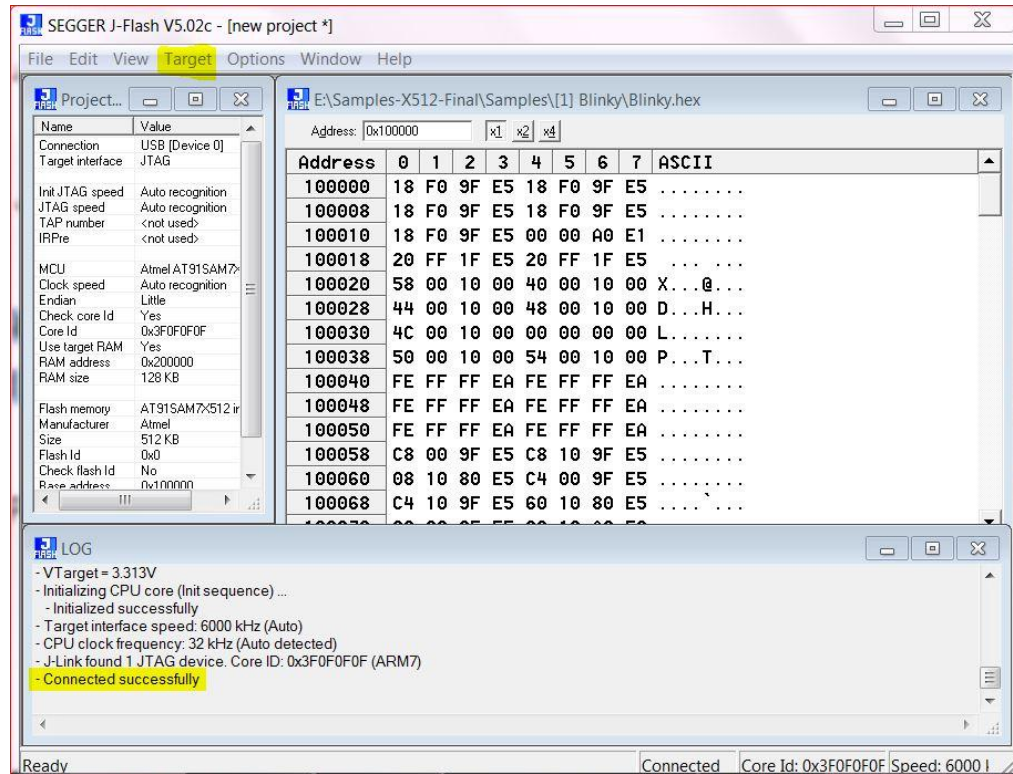 SEGGER J-Flash V5.02c - [new project *]
File Edit View Target Options Window Help
Project...
Name Value
Connection USB [Device 0]
Target interface JTAG
Init JTAG speed Auto recognition
JTAG speed Auto recognition
TAP number <not used>
IRPre <not used>
MCU Atmel AT91SAM7
Clock speed Auto recognition
Endian Little
Check core Id Yes
Core Id 0x3F0F0F0F
Use target RAM Yes
RAM address 0x200000
RAM size 128 KB
Flash memory AT91SAM7X512 in
Manufacturer Atmel
Size 512 KB
Flash Id 0x0
Check flash Id No
Base address 0x100000
E:\Samples-X512-Final\Samples\[1] Blinky\Blinky.hex
Address: 0x100000 x1 x2 x4
Address 0 1 2 3 4 5 6 7 ASCII
100000 18 F0 9F E5 18 F0 9F E5 ........
100008 18 F0 9F E5 18 F0 9F E5 ........
100010 18 F0 9F E5 00 00 A0 E1 ........
100018 20 FF 1F E5 20 FF 1F E5 ... ...
100020 58 00 10 00 40 00 10 00 X...@...
100028 44 00 10 00 48 00 10 00 D...H...
100030 4C 00 10 00 00 00 00 00 L.......
100038 50 00 10 00 54 00 10 00 P...T...
100040 FE FF FF EA FE FF FF EA ........
100048 FE FF FF EA FE FF FF EA ........
100050 FE FF FF EA FE FF FF EA ........
100058 C8 00 9F E5 C8 10 9F E5 ........
100060 08 10 80 E5 C4 00 9F E5 ........
100068 C4 10 9F E5 60 10 80 E5 ....`...
LOG
- VTarget = 3.313V
- Initializing CPU core (Init sequence) ...
- Initialized successfully
- Target interface speed: 6000 kHz (Auto)
- CPU clock frequency: 32 kHz (Auto detected)
- J-Link found 1 JTAG device. Core ID: 0x3F0F0F0F (ARM7)
- Connected successfully
Ready Connected Core Id: 0x3F0F0F0F Speed: 6000